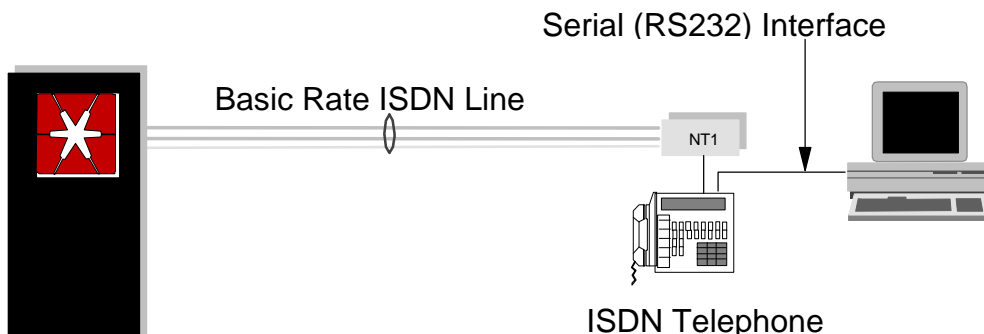 Serial (RS232) Interface
Basic Rate ISDN Line
NT1
ISDN Telephone